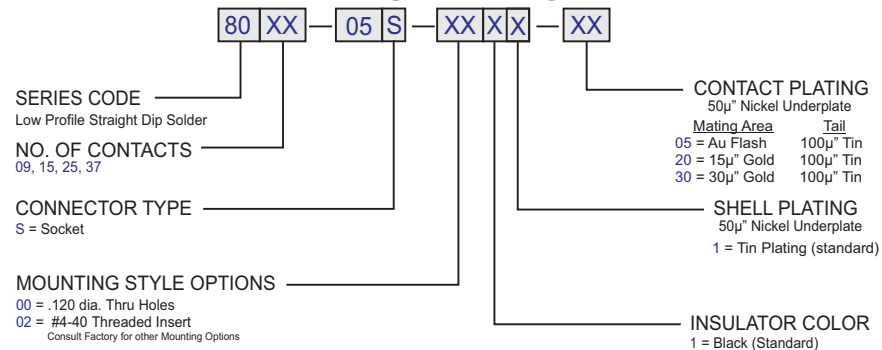 80 XX — 05 S — XX X X — XX
SERIES CODE
Low Profile Straight Dip Solder
NO. OF CONTACTS
09, 15, 25, 37
CONNECTOR TYPE
S = Socket
MOUNTING STYLE OPTIONS
00 = .120 dia. Thru Holes
02 = #4-40 Threaded Insert
Consult Factory for other Mounting Options
CONTACT PLATING
50µ” Nickel Underplate
Mating Area Tail
05 = Au Flash 100µ” Tin
20 = 15µ” Gold 100µ” Tin
30 = 30µ” Gold 100µ” Tin
SHELL PLATING
50µ” Nickel Underplate
1 = Tin Plating (standard)
INSULATOR COLOR
1 = Black (Standard)